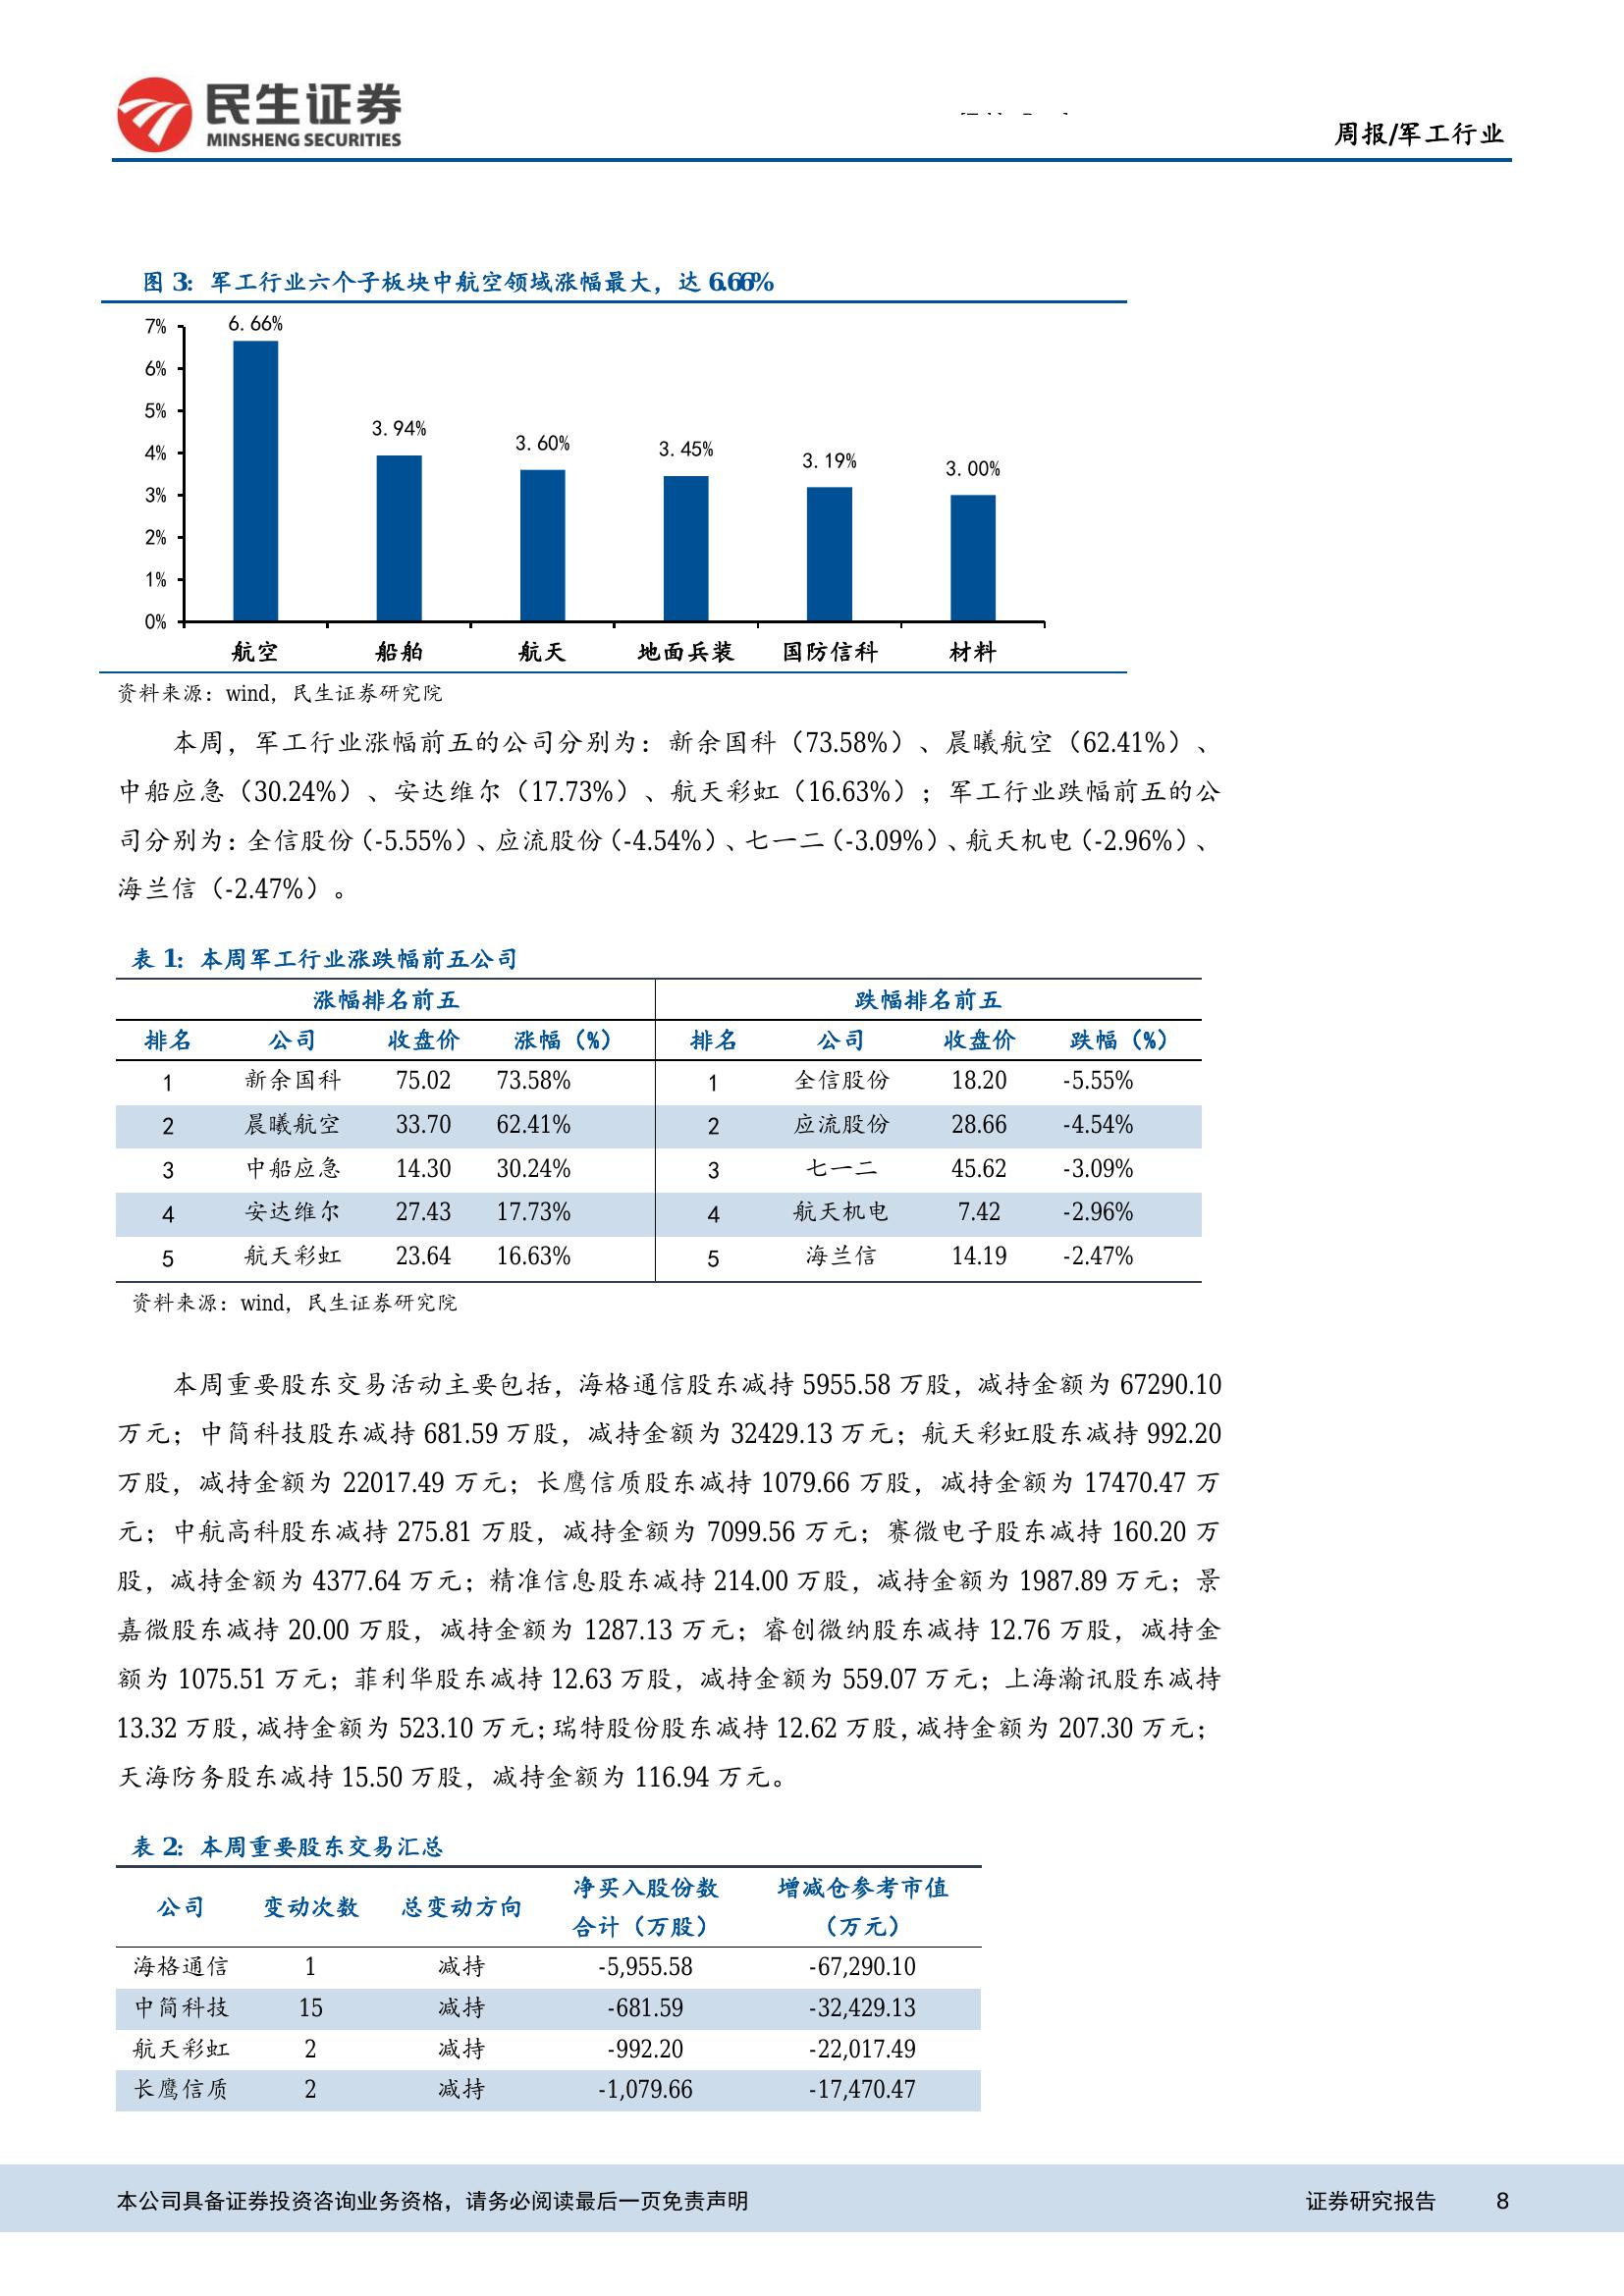 民生证券
MINSHENG SECURITIES
周报/军工行业
图 3：军工行业六个子板块中航空领域涨幅最大，达 6.66%
7%
6%
5%
4%
3%
2%
1%
0%
6.66%
3.94%
3.60%
3.45%
3.19%
3.00%
航空 船舶 航天 地面兵装 国防信科 材料
资料来源：wind，民生证券研究院
本周，军工行业涨幅前五的公司分别为：新余国科（73.58%）、晨曦航空（62.41%）、
中船应急（30.24%）、安达维尔（17.73%）、航天彩虹（16.63%）；军工行业跌幅前五的公
司分别为：全信股份（-5.55%）、应流股份（-4.54%）、七一二（-3.09%）、航天机电（-2.96%）、
海兰信（-2.47%）。
表 1：本周军工行业涨跌幅前五公司
涨幅排名前五 跌幅排名前五
排名 公司 收盘价 涨幅（%） 排名 公司 收盘价 跌幅（%）
1 新余国科 75.02 73.58% 1 全信股份 18.20 -5.55%
2 晨曦航空 33.70 62.41% 2 应流股份 28.66 -4.54%
3 中船应急 14.30 30.24% 3 七一二 45.62 -3.09%
4 安达维尔 27.43 17.73% 4 航天机电 7.42 -2.96%
5 航天彩虹 23.64 16.63% 5 海兰信 14.19 -2.47%
资料来源：wind，民生证券研究院
本周重要股东交易活动主要包括，海格通信股东减持 5955.58 万股，减持金额为 67290.10
万元；中简科技股东减持 681.59 万股，减持金额为 32429.13 万元；航天彩虹股东减持 992.20
万股，减持金额为 22017.49 万元；长鹰信质股东减持 1079.66 万股，减持金额为 17470.47 万
元；中航高科股东减持 275.81 万股，减持金额为 7099.56 万元；赛微电子股东减持 160.20 万
股，减持金额为 4377.64 万元；精准信息股东减持 214.00 万股，减持金额为 1987.89 万元；景
嘉微股东减持 20.00 万股，减持金额为 1287.13 万元；睿创微纳股东减持 12.76 万股，减持金
额为 1075.51 万元；菲利华股东减持 12.63 万股，减持金额为 559.07 万元；上海瀚讯股东减持
13.32 万股，减持金额为 523.10 万元；瑞特股份股东减持 12.62 万股，减持金额为 207.30 万元；
天海防务股东减持 15.50 万股，减持金额为 116.94 万元。
表 2：本周重要股东交易汇总
公司 变动次数 总变动方向 净买入股份数合计（万股） 增减仓参考市值（万元）
海格通信 1 减持 -5,955.58 -67,290.10
中简科技 15 减持 -681.59 -32,429.13
航天彩虹 2 减持 -992.20 -22,017.49
长鹰信质 2 减持 -1,079.66 -17,470.47
本公司具备证券投资咨询业务资格，请务必阅读最后一页免责声明 证券研究报告 8